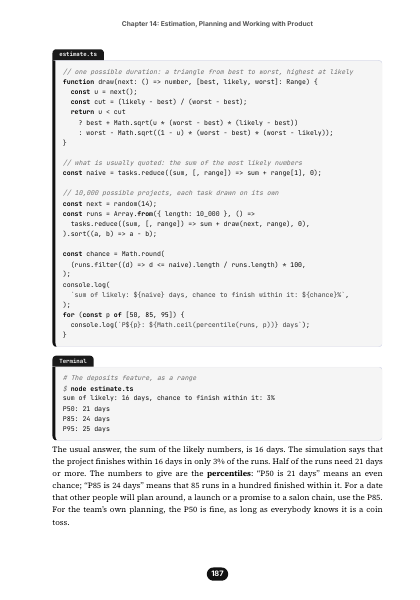 Chapter 14: Estimation, Planning and Working with Product
estimate.ts
// one possible duration: a triangle from best to worst, highest at likely
function draw(next: () => number, [best, likely, worst]: Range) {
  const u = next();
  const cut = (likely - best) / (worst - best);
  return u < cut
    ? best + Math.sqrt(u * (worst - best) * (likely - best))
    : worst - Math.sqrt((1 - u) * (worst - best) * (worst - likely));
}
// what is usually quoted: the sum of the most likely numbers
const naive = tasks.reduce((sum, [, range]) => sum + range[1], 0);
// 10,000 possible projects, each task drawn on its own
const next = random(14);
const runs = Array.from({ length: 10_000 }, () =>
  tasks.reduce((sum, [, range]) => sum + draw(next, range), 0),
).sort((a, b) => a - b);
const chance = Math.round(
  (runs.filter((d) => d <= naive).length / runs.length) * 100,
);
console.log(
  `sum of likely: ${naive} days, chance to finish within it: ${chance}%`,
);
for (const p of [50, 85, 95]) {
  console.log(`P${p}: ${Math.ceil(percentile(runs, p))} days`);
}
Terminal
# The deposits feature, as a range
$ node estimate.ts
sum of likely: 16 days, chance to finish within it: 3%
P50: 21 days
P85: 24 days
P95: 25 days
The usual answer, the sum of the likely numbers, is 16 days. The simulation says that
the project finishes within 16 days in only 3% of the runs. Half of the runs need 21 days
or more. The numbers to give are the percentiles: “P50 is 21 days” means an even
chance; “P85 is 24 days” means that 85 runs in a hundred finished within it. For a date
that other people will plan around, a launch or a promise to a salon chain, use the P85.
For the team’s own planning, the P50 is fine, as long as everybody knows it is a coin
toss.
187